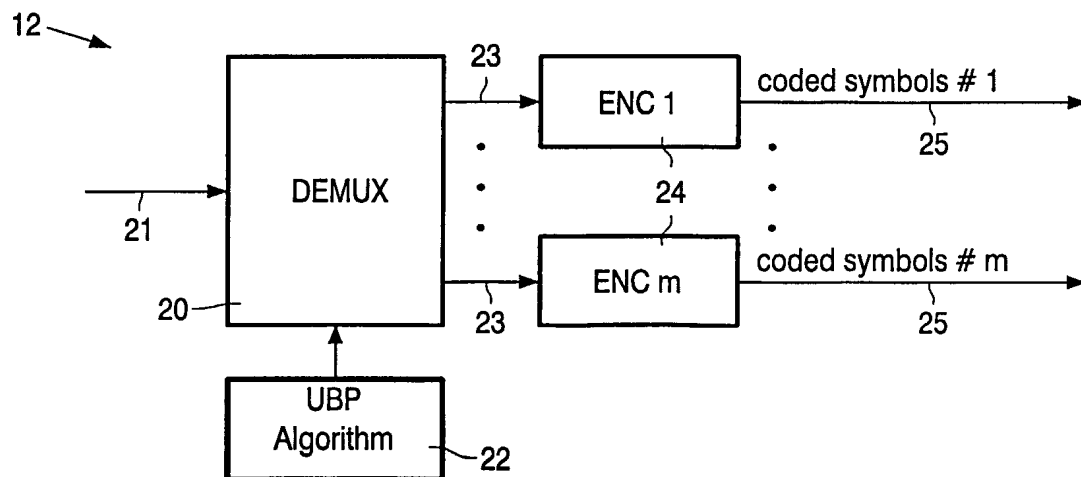 12
23
ENC 1
coded symbols # 1
25
DEMUX
21
24
20
23
ENC m
coded symbols # m
25
UBP
Algorithm
22